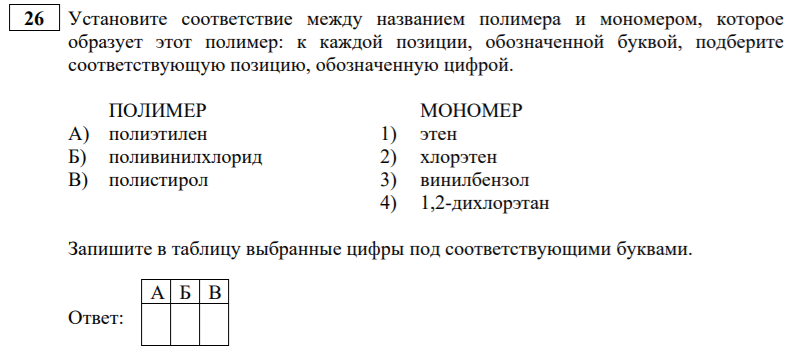 26 Установите соответствие между названием полимера и мономером, которое
образует этот полимер: к каждой позиции, обозначенной буквой, подберите
соответствующую позицию, обозначенную цифрой.
ПОЛИМЕР МОНОМЕР
А) полиэтилен 1) этен
Б) поливинилхлорид 2) хлорэтен
В) полистирол 3) винилбензол
4) 1,2-дихлорэтан
Запишите в таблицу выбранные цифры под соответствующими буквами.
А Б В
Ответ: